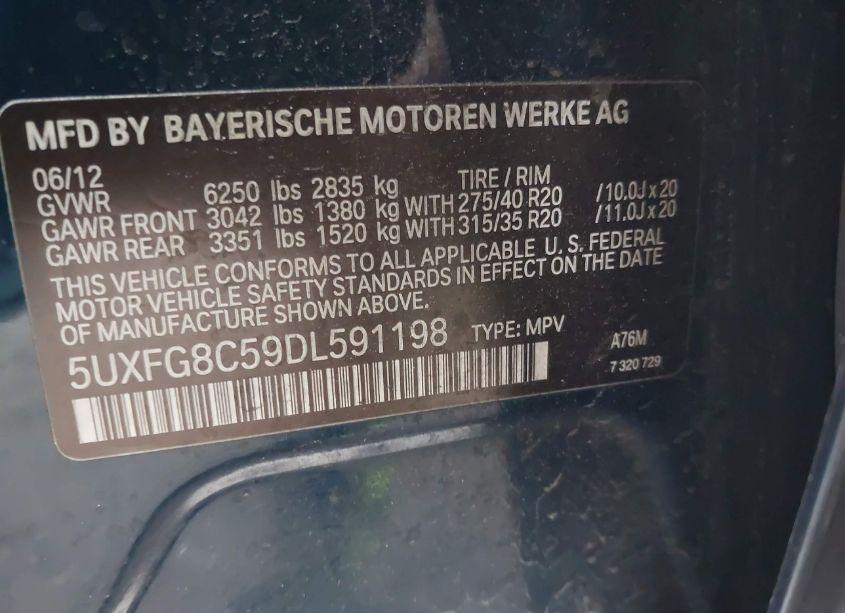 MFD BY BAYERISCHE MOTOREN WERKE AG
06/12 TIRE / RIM
GVWR 6250 lbs 2835 kg
GAWR FRONT 3042 lbs 1380 kg WITH 275/40 R20 /10.0J x 20
GAWR REAR 3351 lbs 1520 kg WITH 315/35 R20 /11.0J x 20
THIS VEHICLE CONFORMS TO ALL APPLICABLE U. S. FEDERAL
MOTOR VEHICLE SAFETY STANDARDS IN EFFECT ON THE DATE
OF MANUFACTURE SHOWN ABOVE.
5UXFG8C59DL591198 TYPE: MPV A76M
7 320 729